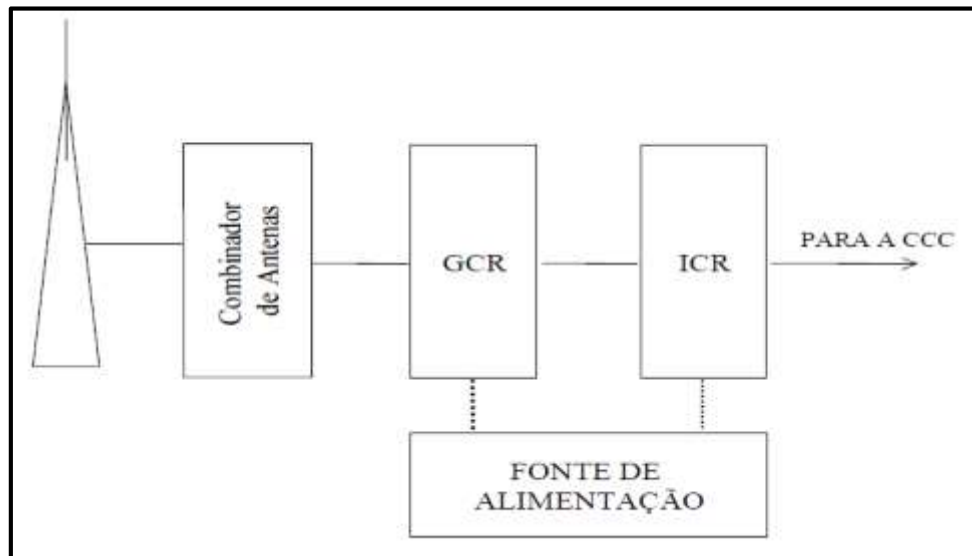 Combinador
de Antenas
GCR
ICR
PARA A CCC
FONTE DE
ALIMENTAÇÃO